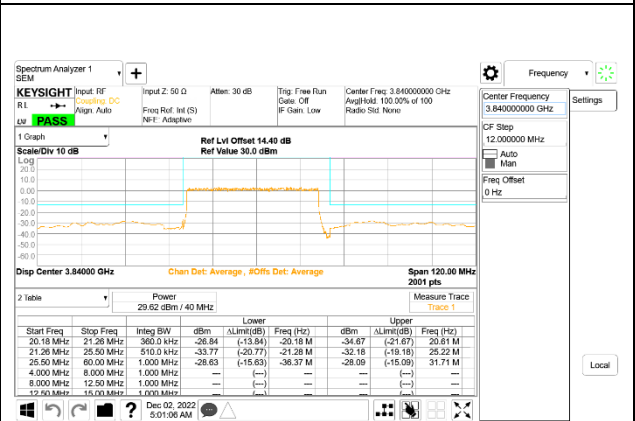 Spectrum Analyzer 1
SEM
+
Frequency
KEYSIGHT Input: RF Input Z: 50 Ω Atten: 30 dB Trig: Free Run Center Freq: 3.840000000 GHz
RL Coupling: DC Gate: Off Avg|Hold: 100.00% of 100
Align: Auto Freq Ref: Int (S) IF Gain: Low Radio Std: None
PASS NFE: Adaptive
Center Frequency
3.840000000 GHz
Settings
CF Step
12.000000 MHz
Auto
Man
Freq Offset
0 Hz
1 Graph
Ref Lvl Offset 14.40 dB
Scale/Div 10 dB Ref Value 30.0 dBm
Log
20.0
10.0
0.00
-10.0
-20.0
-30.0
-40.0
-50.0
-60.0
Disp Center 3.84000 GHz Chan Det: Average , #Offs Det: Average Span 120.00 MHz
2001 pts
2 Table Power Measure Trace
29.62 dBm / 40 MHz Trace 1
Lower Upper
Start Freq Stop Freq Integ BW dBm ΔLimit(dB) Freq (Hz) dBm ΔLimit(dB) Freq (Hz)
20.18 MHz 21.26 MHz 360.0 kHz -26.84 (-13.84) -20.18 M -34.67 (-21.67) 20.61 M
21.26 MHz 25.50 MHz 510.0 kHz -33.77 (-20.77) -21.28 M -32.18 (-19.18) 25.22 M
25.50 MHz 60.00 MHz 1.000 MHz -28.63 (-15.63) -36.37 M -28.09 (-15.09) 31.71 M
4.000 MHz 8.000 MHz 1.000 MHz --- (---) --- (---)
8.000 MHz 12.50 MHz 1.000 MHz --- (---) --- (---)
12.50 MHz 15.00 MHz 1.000 MHz --- (---) --- (---)
Local
? Dec 02, 2022
5:01:06 AM